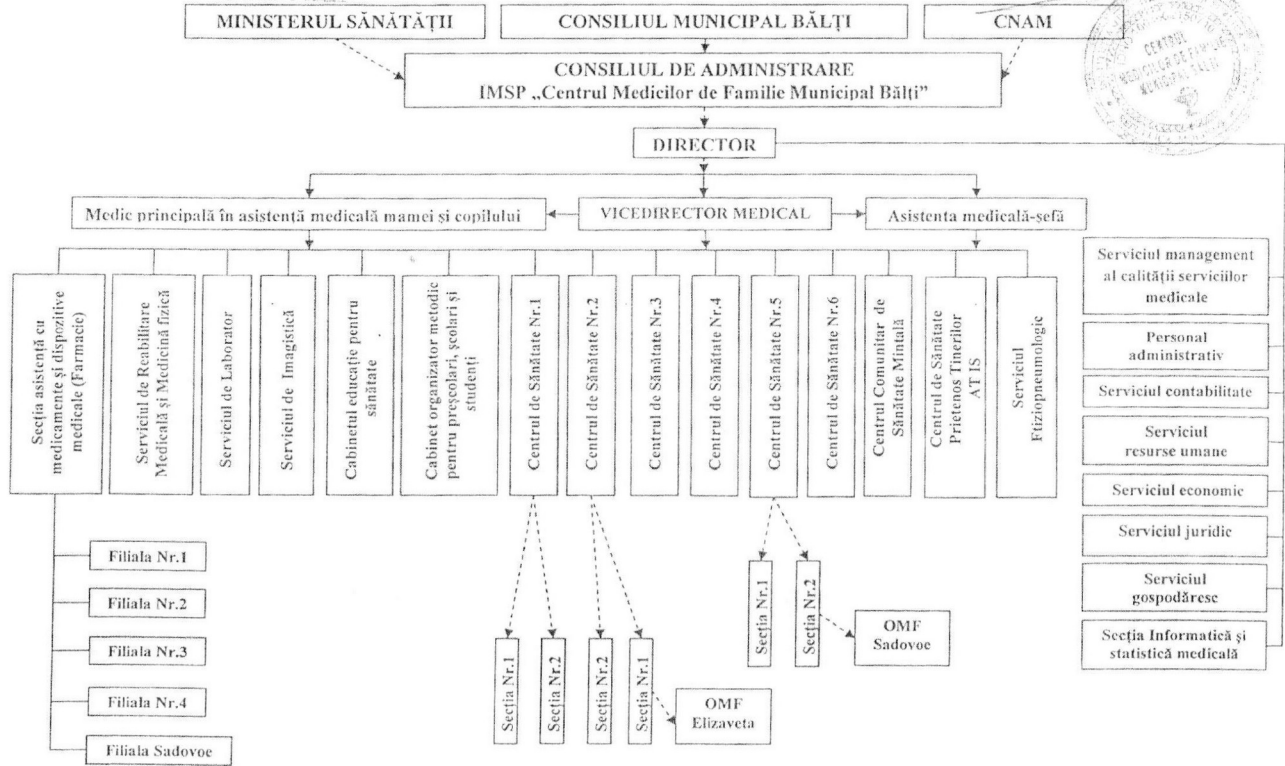 MINISTERUL SĂNĂTĂȚII
CONSILIUL MUNICIPAL BĂLȚI
CNAM
CENTRUL
MEDICILOR DE FAMILIE
MUNICIPAL BĂLȚI
CONSILIUL DE ADMINISTRARE
IMSP „Centrul Medicilor de Familie Municipal Bălți”
DIRECTOR
Medic principală în asistență medicală mamei și copilului
VICEDIRECTOR MEDICAL
Asistenta medicală-șefă
Secția asistență cu
medicamente și dispozitive
medicale (Farmacie)
Serviciul de Reabilitare
Medicală și Medicină fizică
Serviciul de Laborator
Serviciul de Imagistică
Cabinetul educație pentru
sănătate
Cabinet organizator metodic
pentru preșcolari, școlari și
studenți
Centrul de Sănătate Nr.1
Centrul de Sănătate Nr.2
Centrul de Sănătate Nr.3
Centrul de Sănătate Nr.4
Centrul de Sănătate Nr.5
Centrul de Sănătate Nr.6
Centrul Comunitar de
Sănătate Mintală
Centrul de Sănătate
Prietenos Tinerilor
AT IS
Serviciul
Ftiziopneumologic
Serviciul management
al calității serviciilor
medicale
Personal
administrativ
Serviciul contabilitate
Serviciul
resurse umane
Serviciul economic
Serviciul juridic
Serviciul
gospodăresc
Secția Informatică și
statistică medicală
Filiala Nr.1
Filiala Nr.2
Filiala Nr.3
Filiala Nr.4
Filiala Sadovoe
Secția Nr.1
Secția Nr.2
Secția Nr.2
Secția Nr.1
OMF
Elizaveta
Secția Nr.1
Secția Nr.2
OMF
Sadovoe